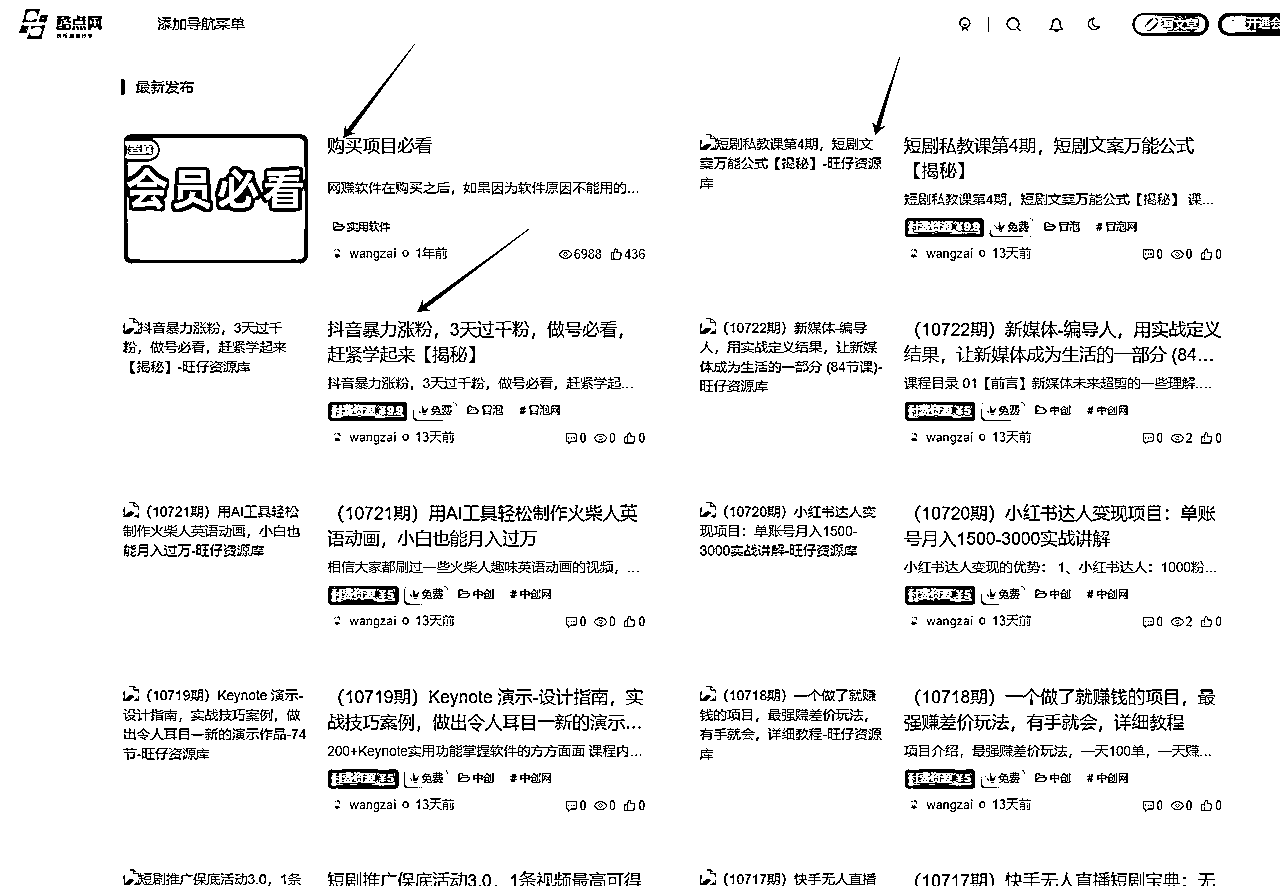 酷点网
添加导航菜单
写文章
开通会
最新发布
会员必看
购买项目必看
网赚软件在购买之后，如果因为软件原因不能用的...
实用软件
wangzai 1年前
6988 436
短剧私教课第4期，短剧文
案万能公式【揭秘】-旺仔资源
库
短剧私教课第4期，短剧文案万能公式
【揭秘】
短剧私教课第4期，短剧文案万能公式【揭秘】 课...
付费资源 ¥9.9 免费 冒泡 # 冒泡网
wangzai 13天前
0 0 0
抖音暴力涨粉，3天过千
粉，做号必看，赶紧学起来
【揭秘】-旺仔资源库
抖音暴力涨粉，3天过千粉，做号必看，
赶紧学起来【揭秘】
抖音暴力涨粉，3天过千粉，做号必看，赶紧学起...
付费资源 ¥9.9 免费 冒泡 # 冒泡网
wangzai 13天前
0 0 0
（10722期）新媒体-编导
人，用实战定义结果，让新媒
体成为生活的一部分 (84节课)-
旺仔资源库
（10722期）新媒体-编导人，用实战定义
结果，让新媒体成为生活的一部分 (84...
课程目录 01【前言】新媒体未来超剪的一些理解....
付费资源 ¥5 免费 中创 # 中创网
wangzai 13天前
0 2 0
（10721期）用AI工具轻松
制作火柴人英语动画，小白也
能月入过万-旺仔资源库
（10721期）用AI工具轻松制作火柴人英
语动画，小白也能月入过万
相信大家都刷过一些火柴人趣味英语动画的视频，...
付费资源 ¥5 免费 中创 # 中创网
wangzai 13天前
0 0 0
（10720期）小红书达人变
现项目：单账号月入1500-
3000实战讲解-旺仔资源库
（10720期）小红书达人变现项目：单账
号月入1500-3000实战讲解
小红书达人变现的优势： 1、小红书达人：1000粉...
付费资源 ¥5 免费 中创 # 中创网
wangzai 13天前
0 2 0
（10719期）Keynote 演示-
设计指南，实战技巧案例，做
出令人耳目一新的演示作品-74
节-旺仔资源库
（10719期）Keynote 演示-设计指南，实
战技巧案例，做出令人耳目一新的演示...
200+Keynote实用功能掌握软件的方方面面 课程内...
付费资源 ¥5 免费 中创 # 中创网
wangzai 13天前
0 0 0
（10718期）一个做了就赚
钱的项目，最强赚差价玩法，
有手就会，详细教程-旺仔资源
库
（10718期）一个做了就赚钱的项目，最
强赚差价玩法，有手就会，详细教程
项目介绍，最强赚差价玩法，一天100单，一天赚...
付费资源 ¥5 免费 中创 # 中创网
wangzai 13天前
0 0 0
短剧推广保底活动3.0，1条
短剧推广保底活动3.0，1条视频最高可得
（10717期）快手无人直播
（10717期）快手无人直播短剧宝典：无